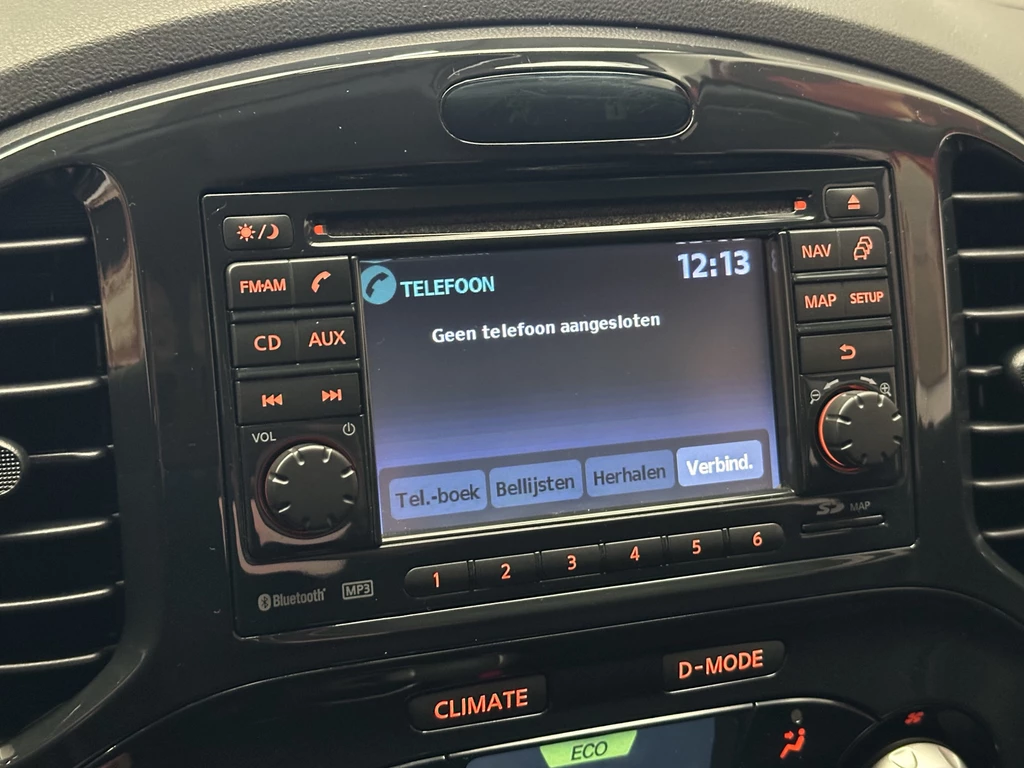 12:13
TELEFOON
Geen telefoon aangesloten
Tel.-boek Bellijsten Herhalen Verbind.
FM·AM
CD AUX
VOL
NAV
MAP SETUP
SD MAP
1 2 3 4 5 6
Bluetooth MP3
CLIMATE D-MODE
ECO